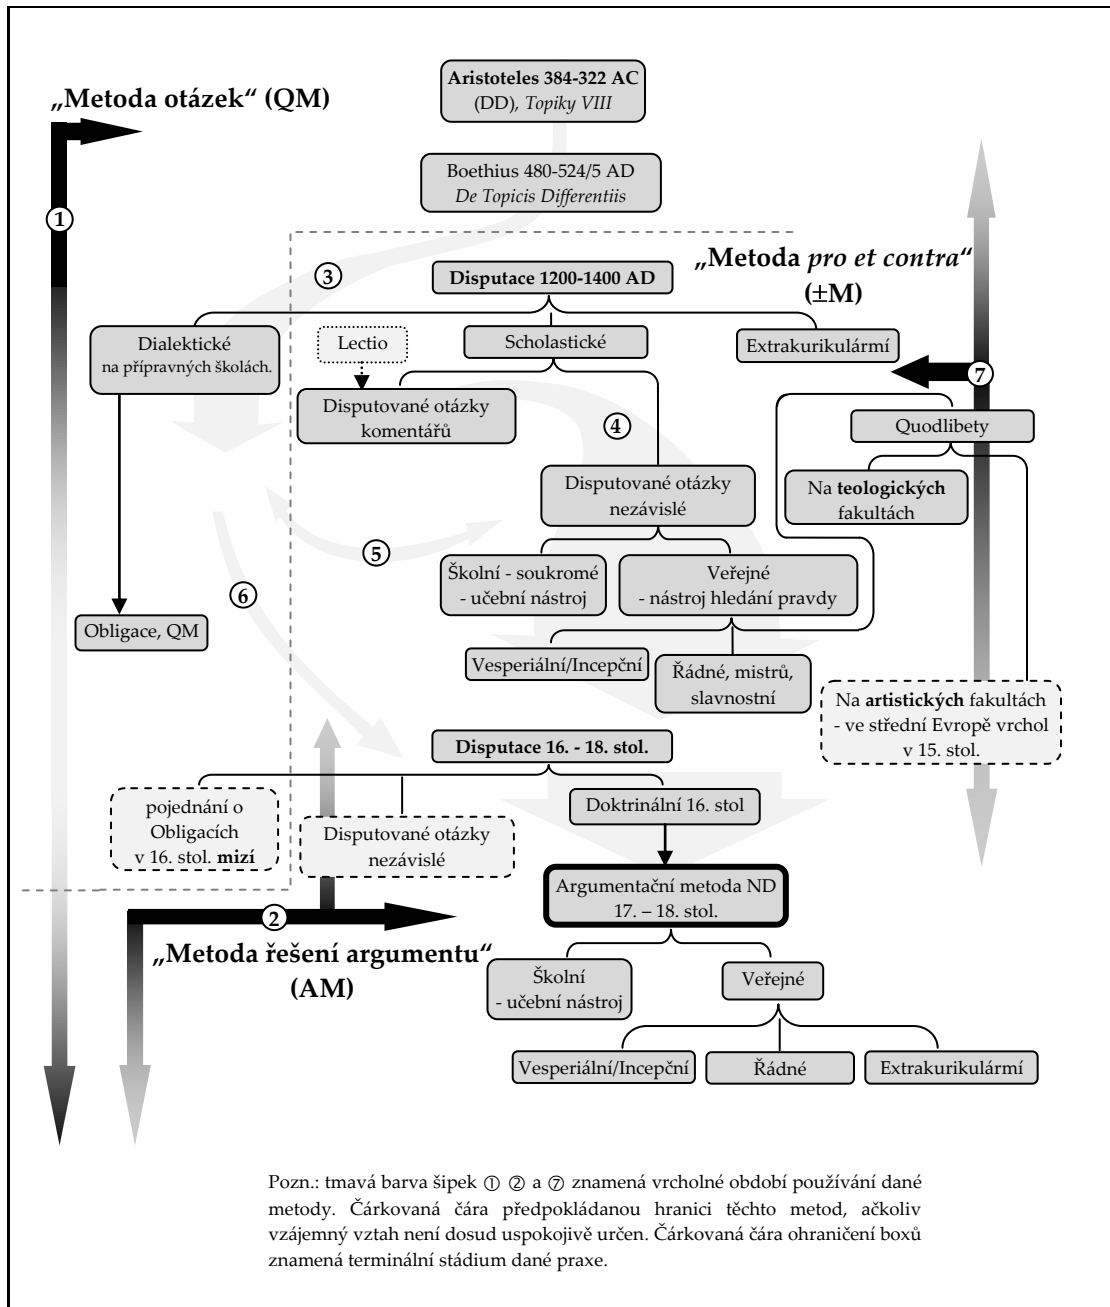 Aristoteles 384-322 AC
(DD), Topiky VIII
„Metoda otázek“ (QM)
Boethius 480-524/5 AD
De Topicis Differentiis
1
„Metoda pro et contra“
(±M)
3
Disputace 1200-1400 AD
Dialektické
na přípravných školách.
Lectio
Scholastické
Extrakurikulármí
7
Disputované otázky
komentářů
4
Quodlibety
Disputované otázky
nezávislé
Na teologických
fakultách
5
Školní - soukromé
- učební nástroj
Veřejné
- nástroj hledání pravdy
6
Obligace, QM
Vesperiální/Incepční
Řádné, mistrů,
slavnostní
Na artistických fakultách
- ve střední Evropě vrchol
v 15. stol.
Disputace 16. - 18. stol.
pojednání o
Obligacích
v 16. stol. mizí
Disputované otázky
nezávislé
Doktrinální 16. stol
Argumentační metoda ND
17. – 18. stol.
2
„Metoda řešení argumentu“
(AM)
Školní
- učební nástroj
Veřejné
Vesperiální/Incepční
Řádné
Extrakurikulármí
Pozn.: tmavá barva šipek ① ② a ⑦ znamená vrcholné období používání dané
metody. Čárkovaná čára předpokládanou hranici těchto metod, ačkoliv
vzájemný vztah není dosud uspokojivě určen. Čárkovaná čára ohraničení boxů
znamená terminální stádium dané praxe.